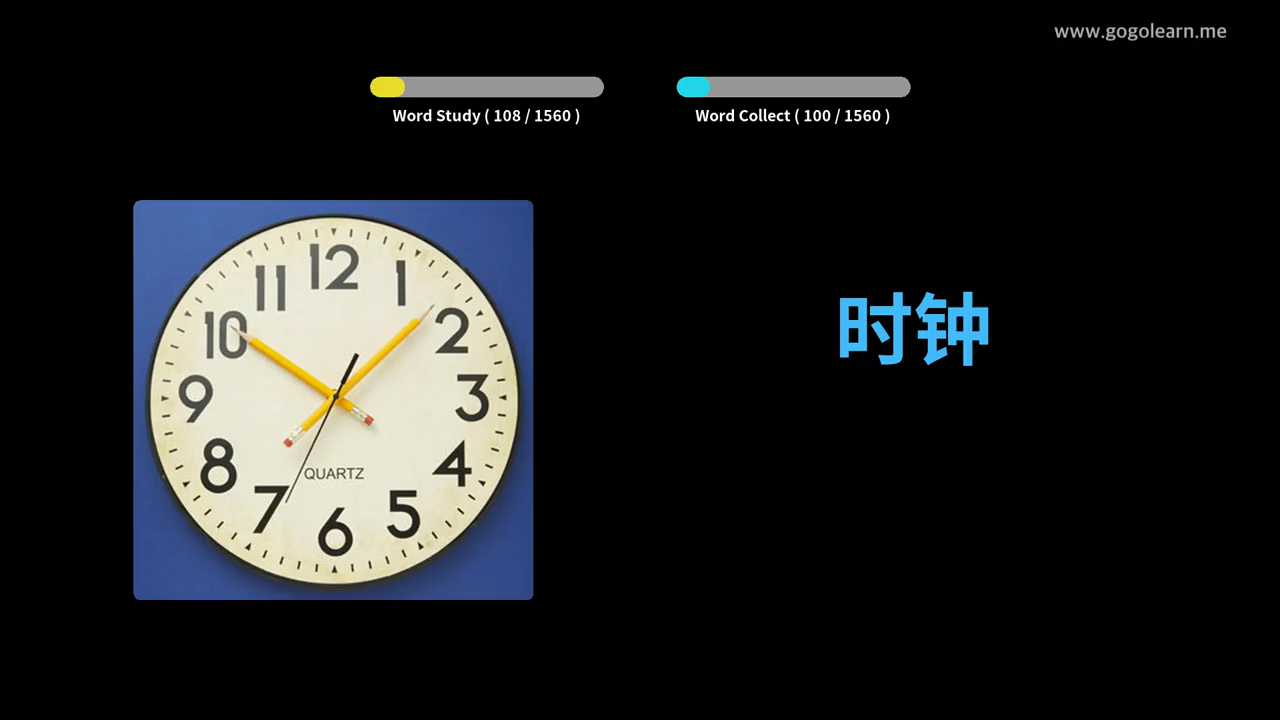 www.gogolearn.me
Word Study ( 108 / 1560 )
Word Collect ( 100 / 1560 )
12
11
1
10
2
9
3
8
4
7
5
6
QUARTZ
时钟